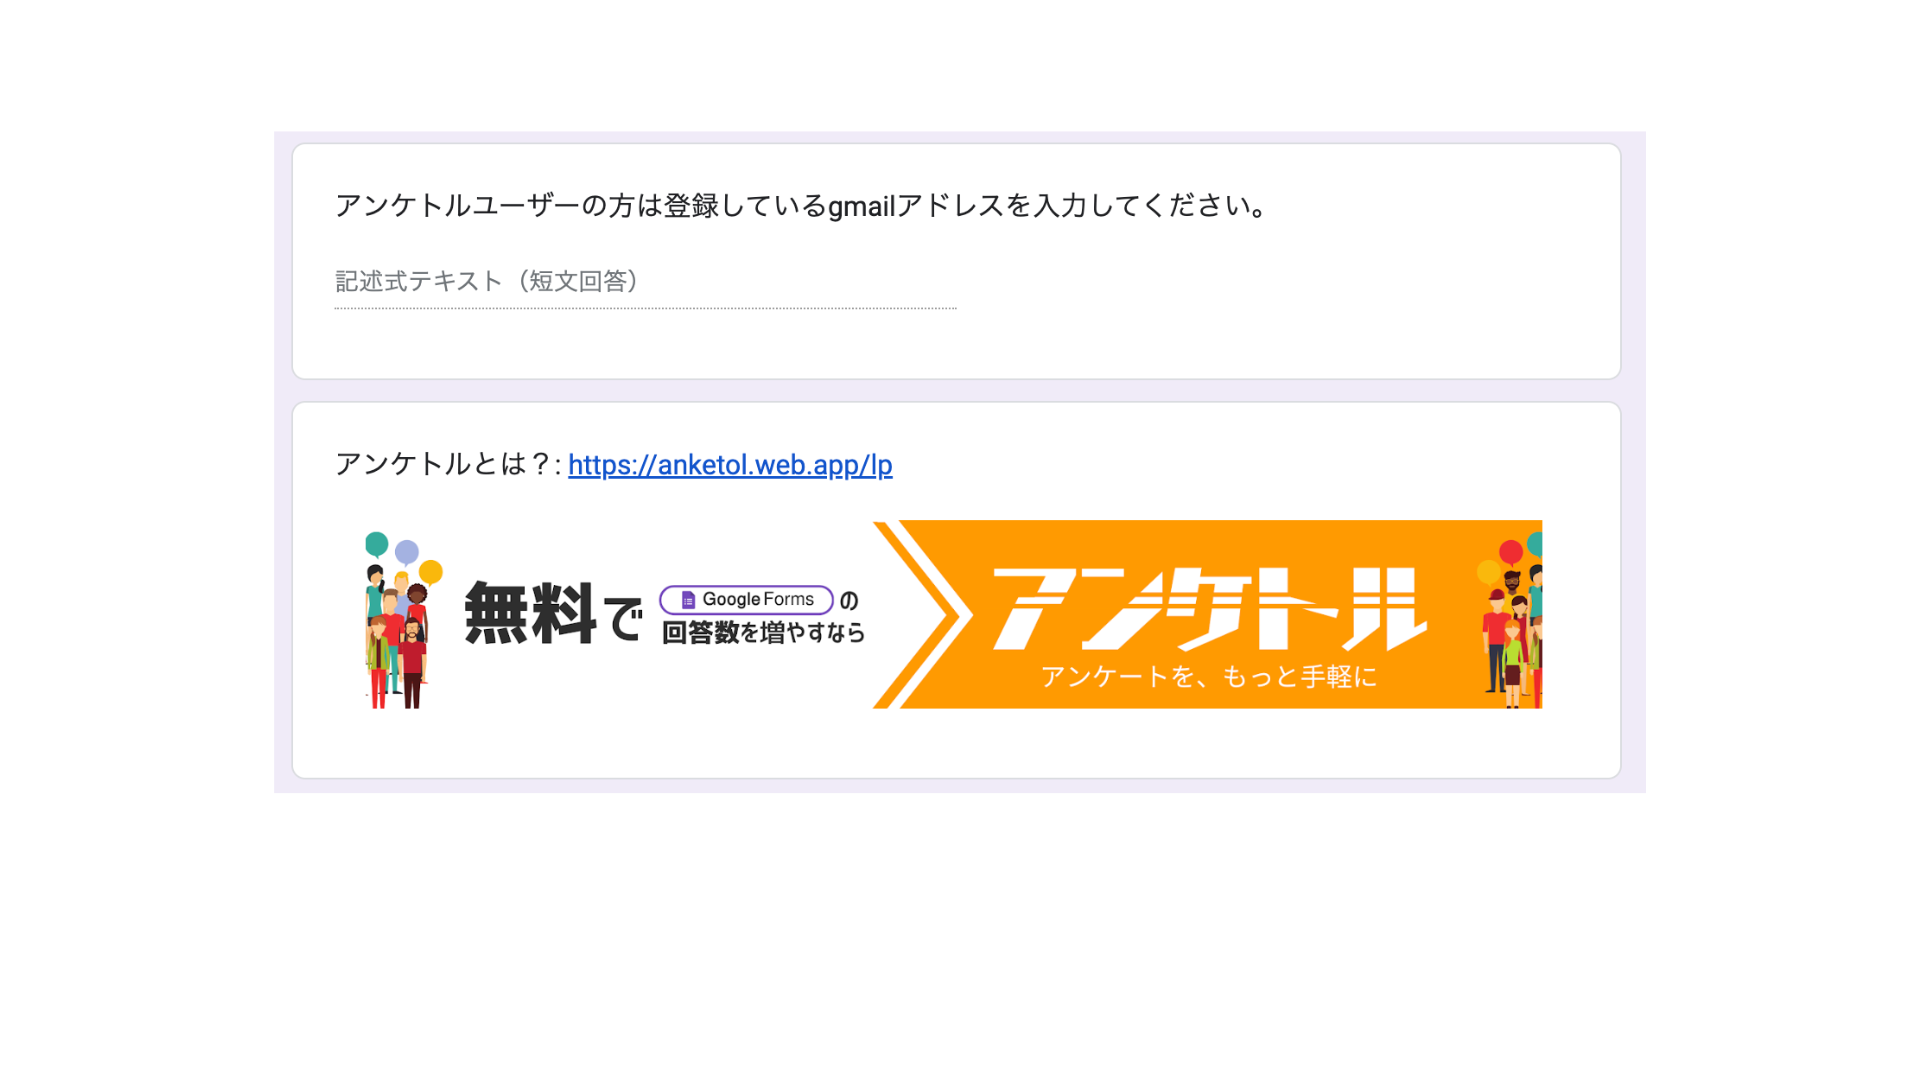 アンケトルユーザーの方は登録しているgmailアドレスを入力してください。
記述式テキスト（短文回答）
アンケトルとは？: https://anketol.web.app/lp
無料で Google Forms の
回答数を増やすなら
アンケトル
アンケートを、もっと手軽に